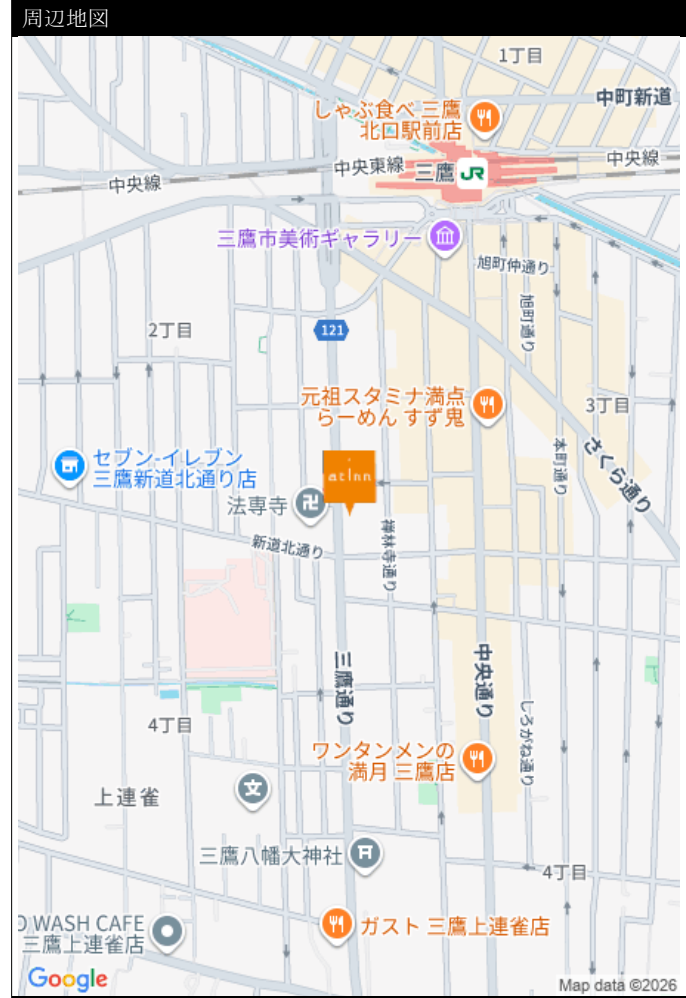 周辺地図
1丁目
中町新道
しゃぶ食べ 三鷹
北口駅前店
中央東線
三鷹
JR
中央線
中央線
三鷹市美術ギャラリー
旭町仲通り
旭町通り
121
2丁目
元祖スタミナ満点
らーめん すず鬼
3丁目
さくら通り
本町通り
セブン-イレブン
三鷹新道北通り店
at Inn
法専寺
卍
新道北通り
禅林寺通り
三鷹通り
中央通り
しろがね通り
4丁目
ワンタンメンの
満月 三鷹店
文
上連雀
三鷹八幡大神社
4丁目
O WASH CAFE
三鷹上連雀店
ガスト 三鷹上連雀店
Google
Map data ©2026